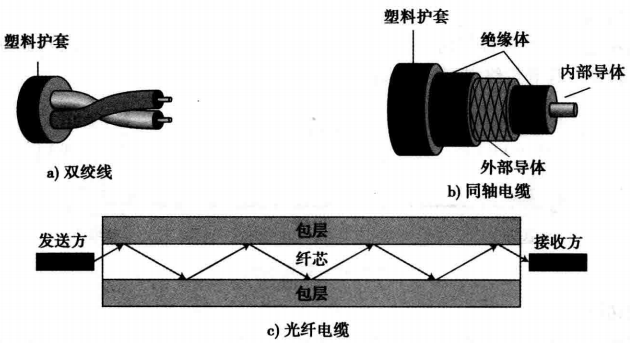 塑料护套
a) 双绞线
塑料护套
绝缘体
内部导体
外部导体
b) 同轴电缆
发送方
包层
纤芯
包层
接收方
c) 光纤电缆